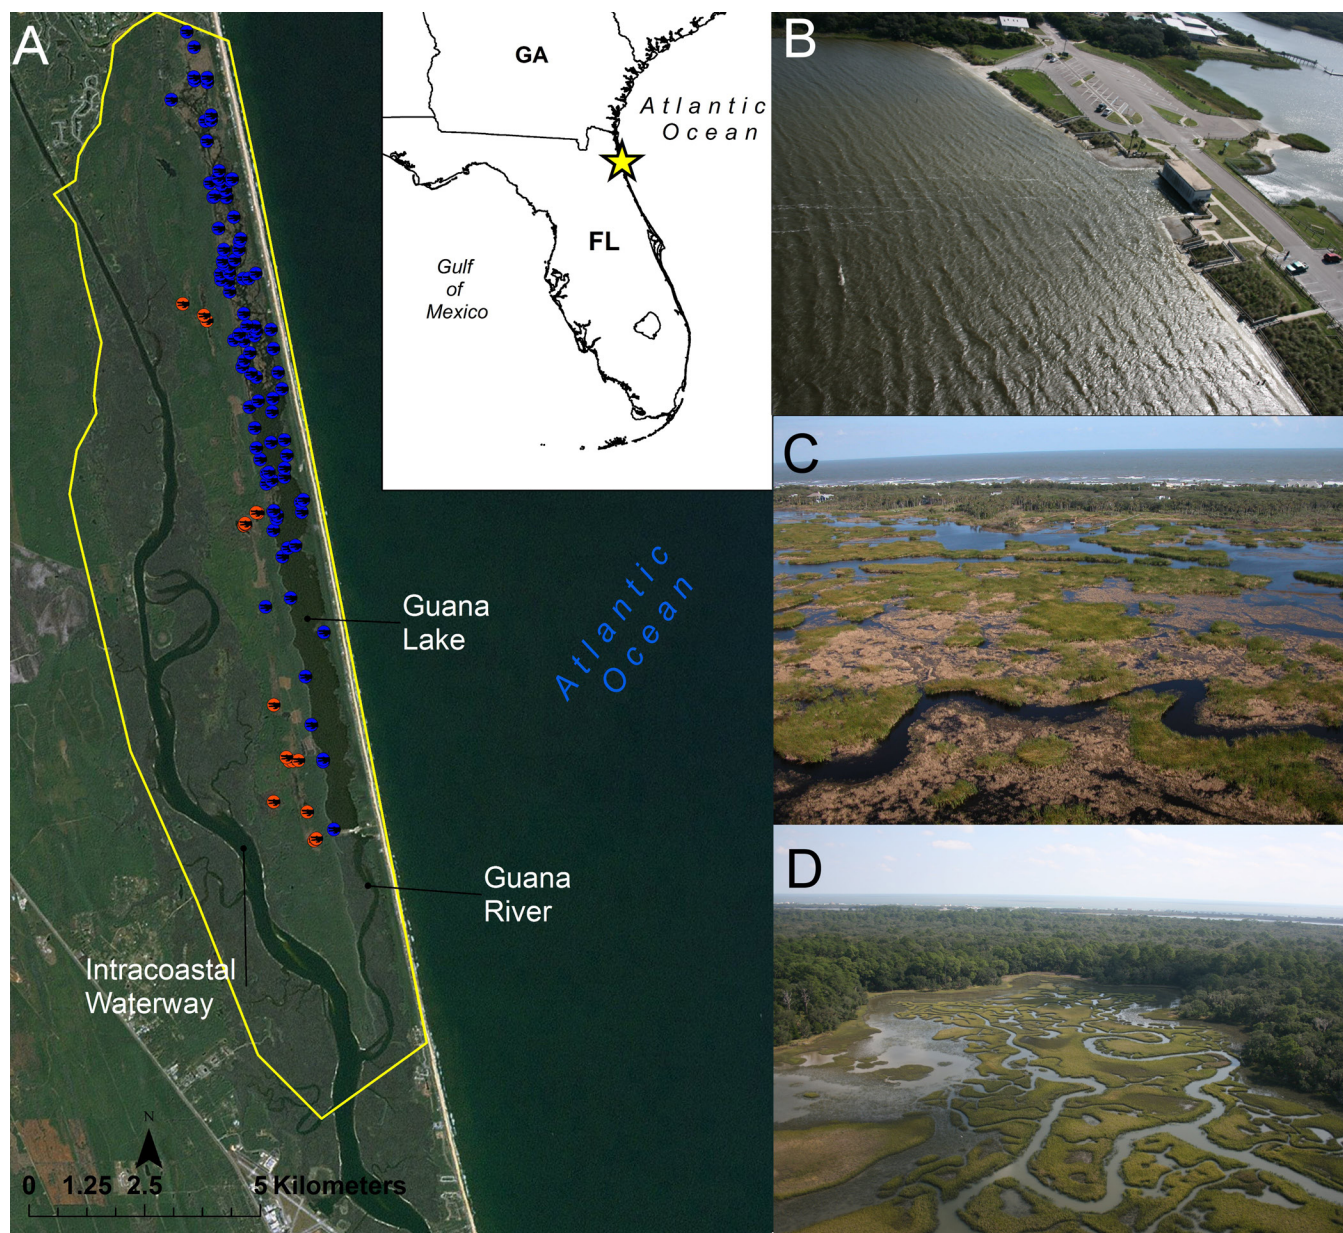 A
GA
Atlantic
Ocean
FL
Gulf
of
Mexico
Guana
Lake
Atlantic
Ocean
Guana
River
Intracoastal
Waterway
N
0 1.25 2.5 5 Kilometers
B
C
D